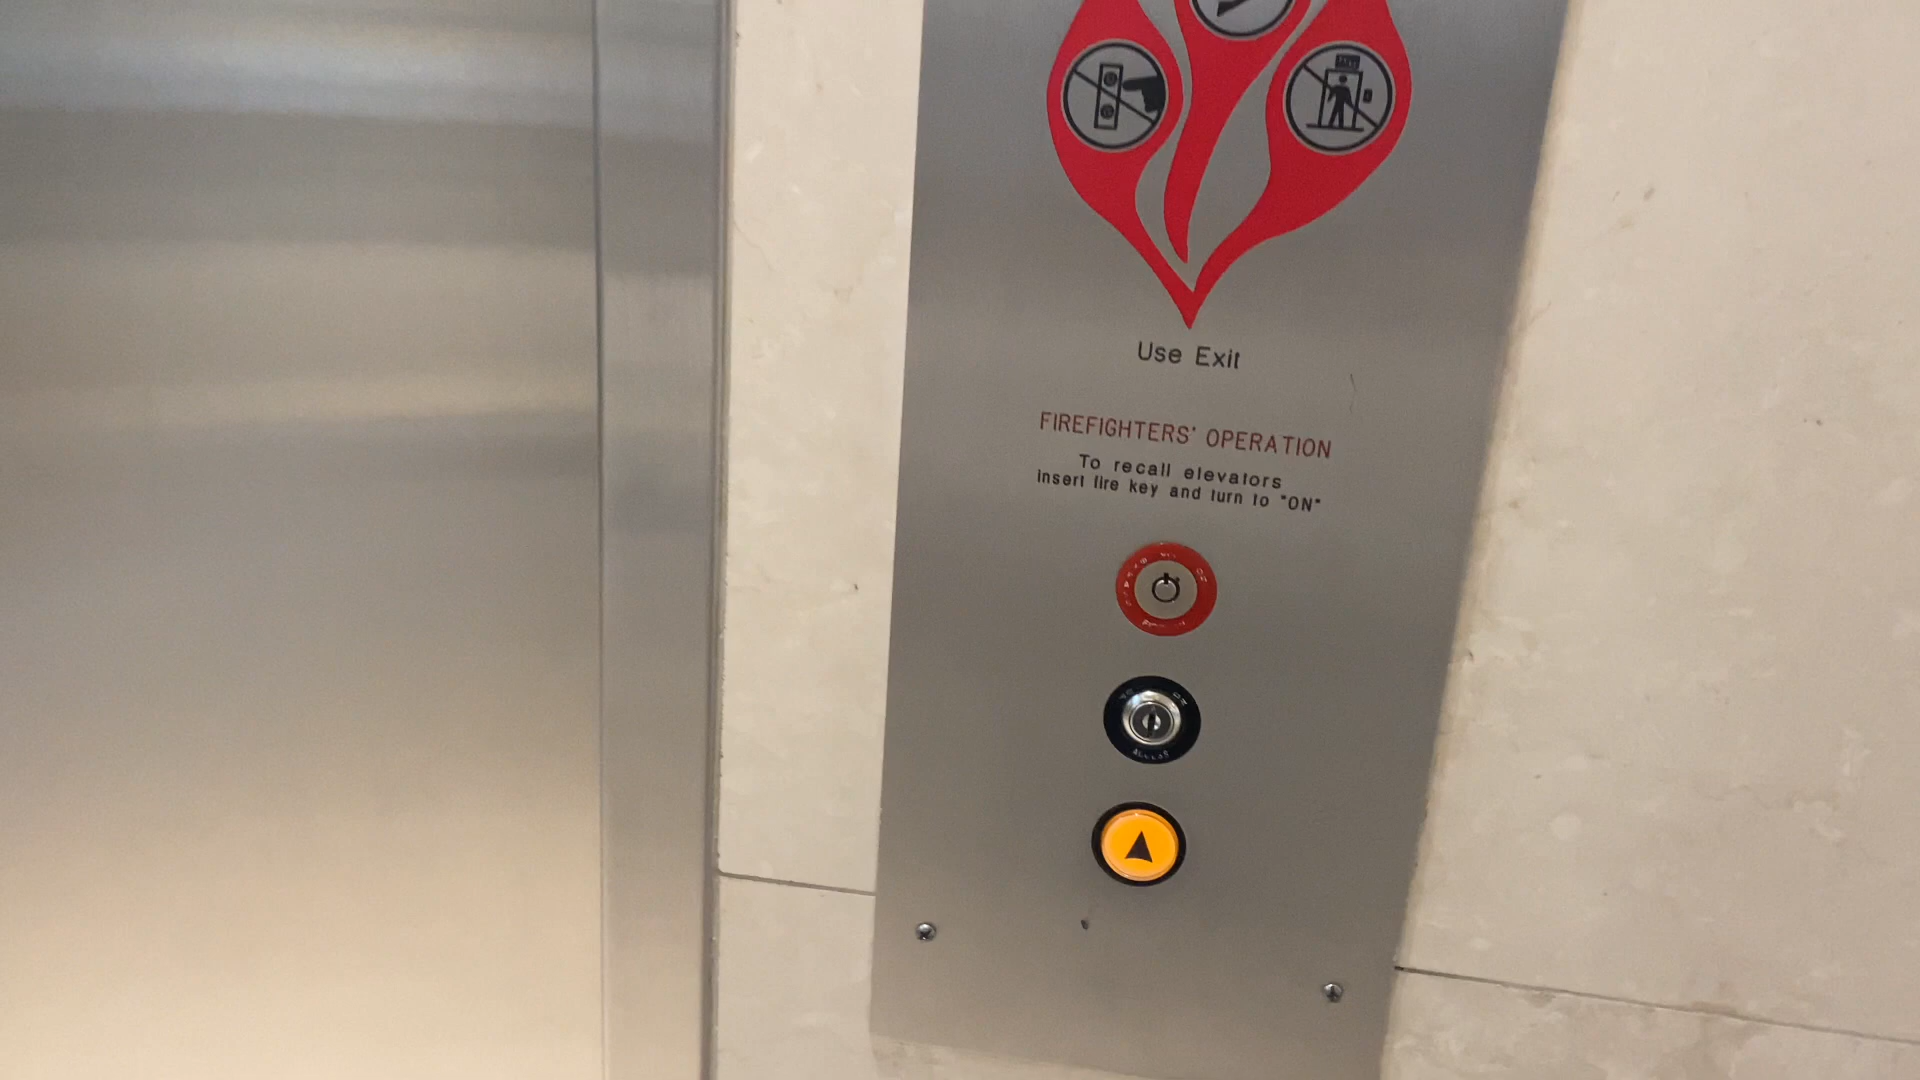 Use Exit
FIREFIGHTERS' OPERATION
To recall elevators
insert fire key and turn to "ON"